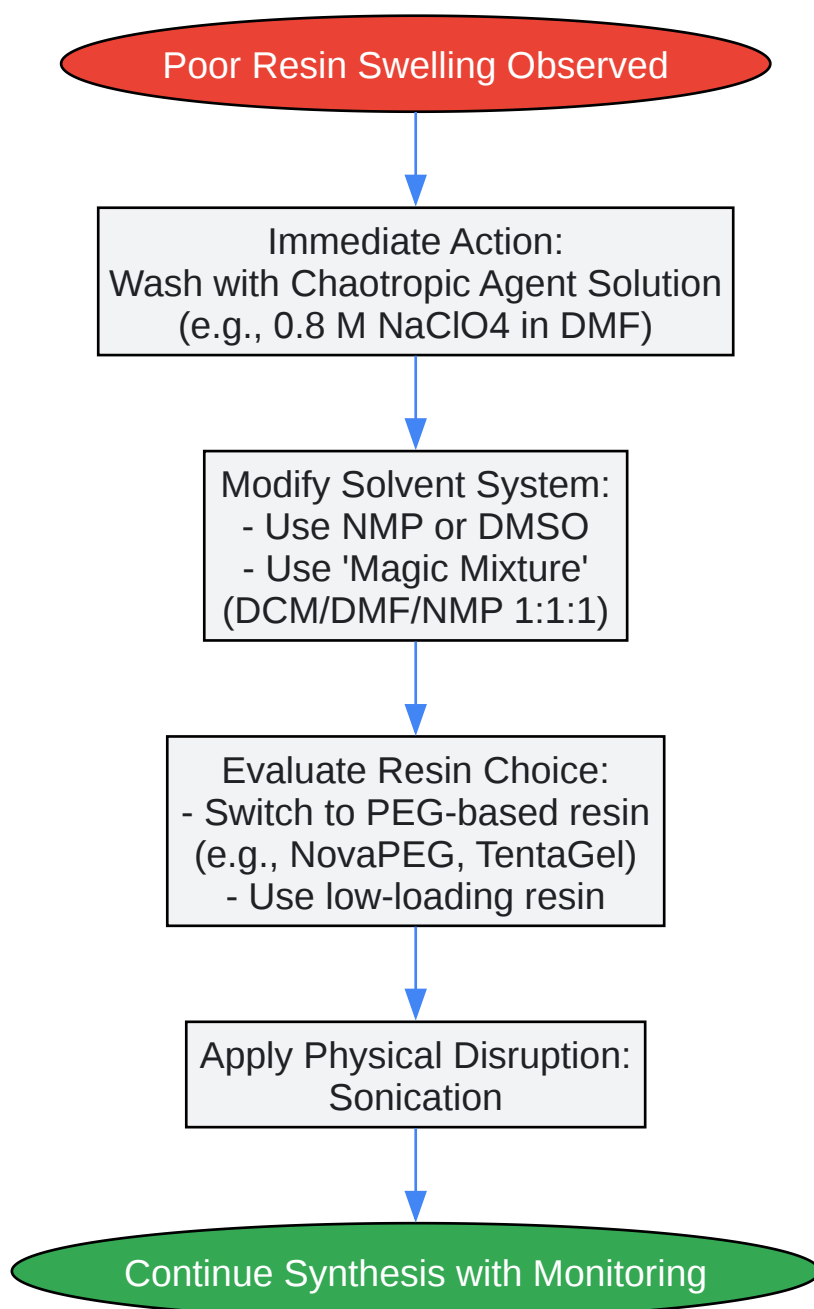 Poor Resin Swelling Observed
Immediate Action:
Wash with Chaotropic Agent Solution
(e.g., 0.8 M NaClO4 in DMF)
Modify Solvent System:
- Use NMP or DMSO
- Use 'Magic Mixture'
(DCM/DMF/NMP 1:1:1)
Evaluate Resin Choice:
- Switch to PEG-based resin
(e.g., NovaPEG, TentaGel)
- Use low-loading resin
Apply Physical Disruption:
Sonication
Continue Synthesis with Monitoring